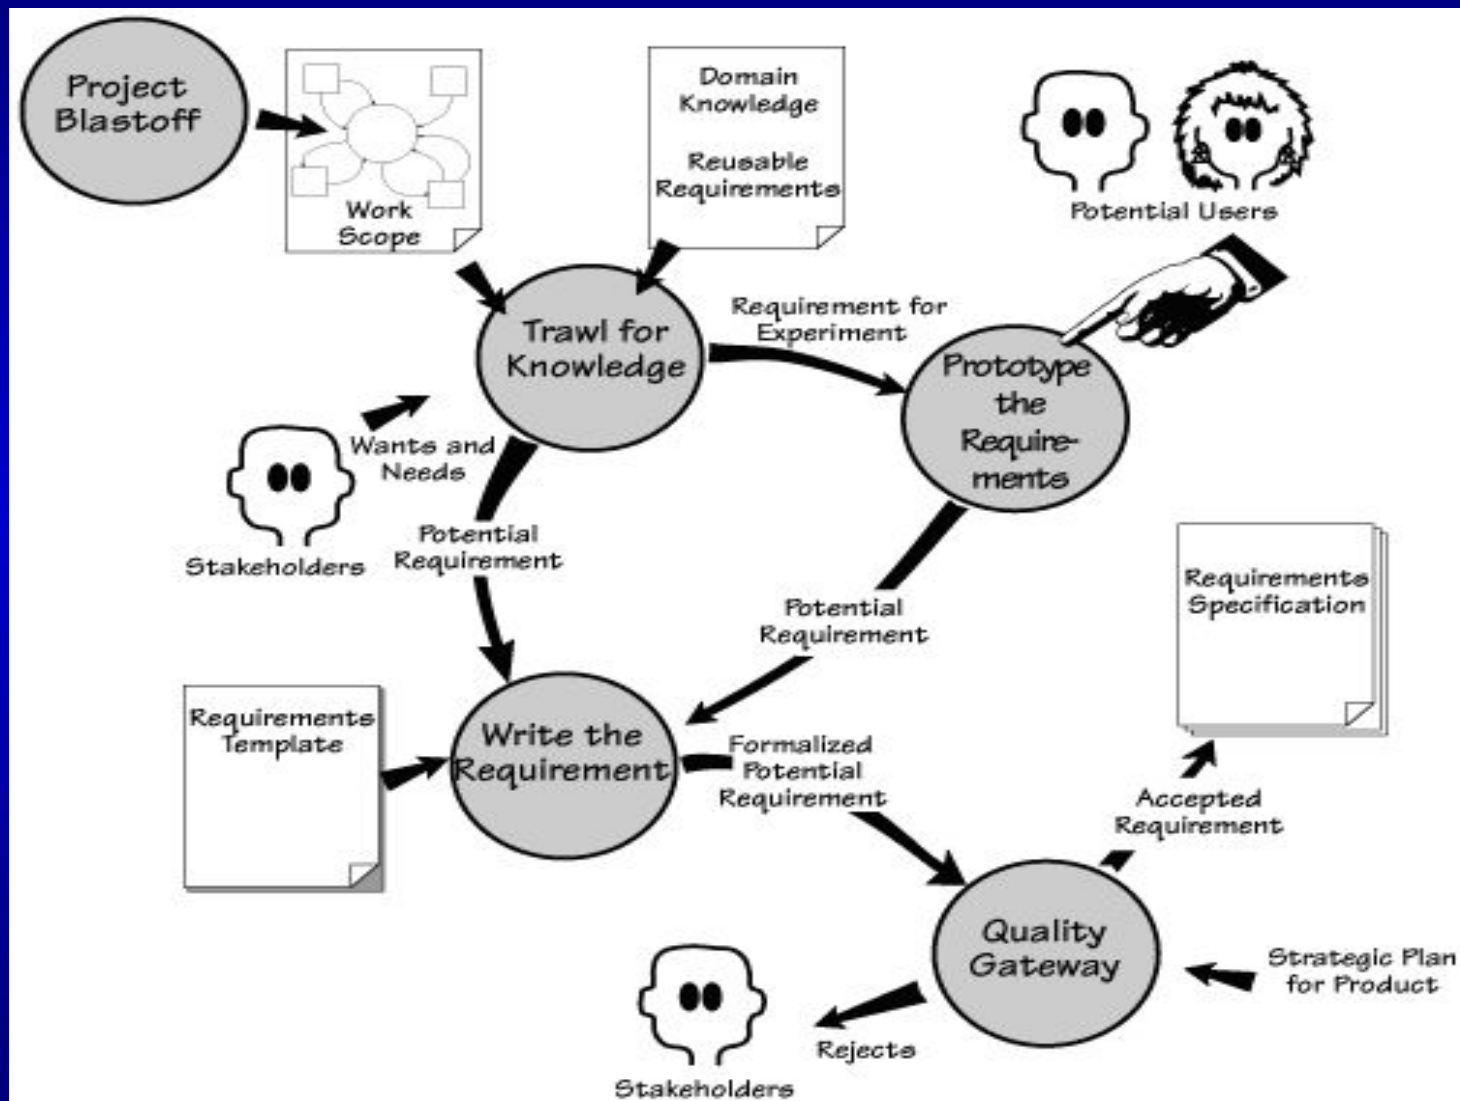 Project
Blastoff
Work
Scope
Domain
Knowledge
Reusable
Requirements
Potential Users
Trawl for
Knowledge
Requirement for
Experiment
Prototype
the
Require-
ments
Wants and
Needs
Stakeholders
Potential
Requirement
Potential
Requirement
Requirements
Specification
Requirements
Template
Write the
Requirement
Formalized
Potential
Requirement
Accepted
Requirement
Quality
Gateway
Strategic Plan
for Product
Rejects
Stakeholders